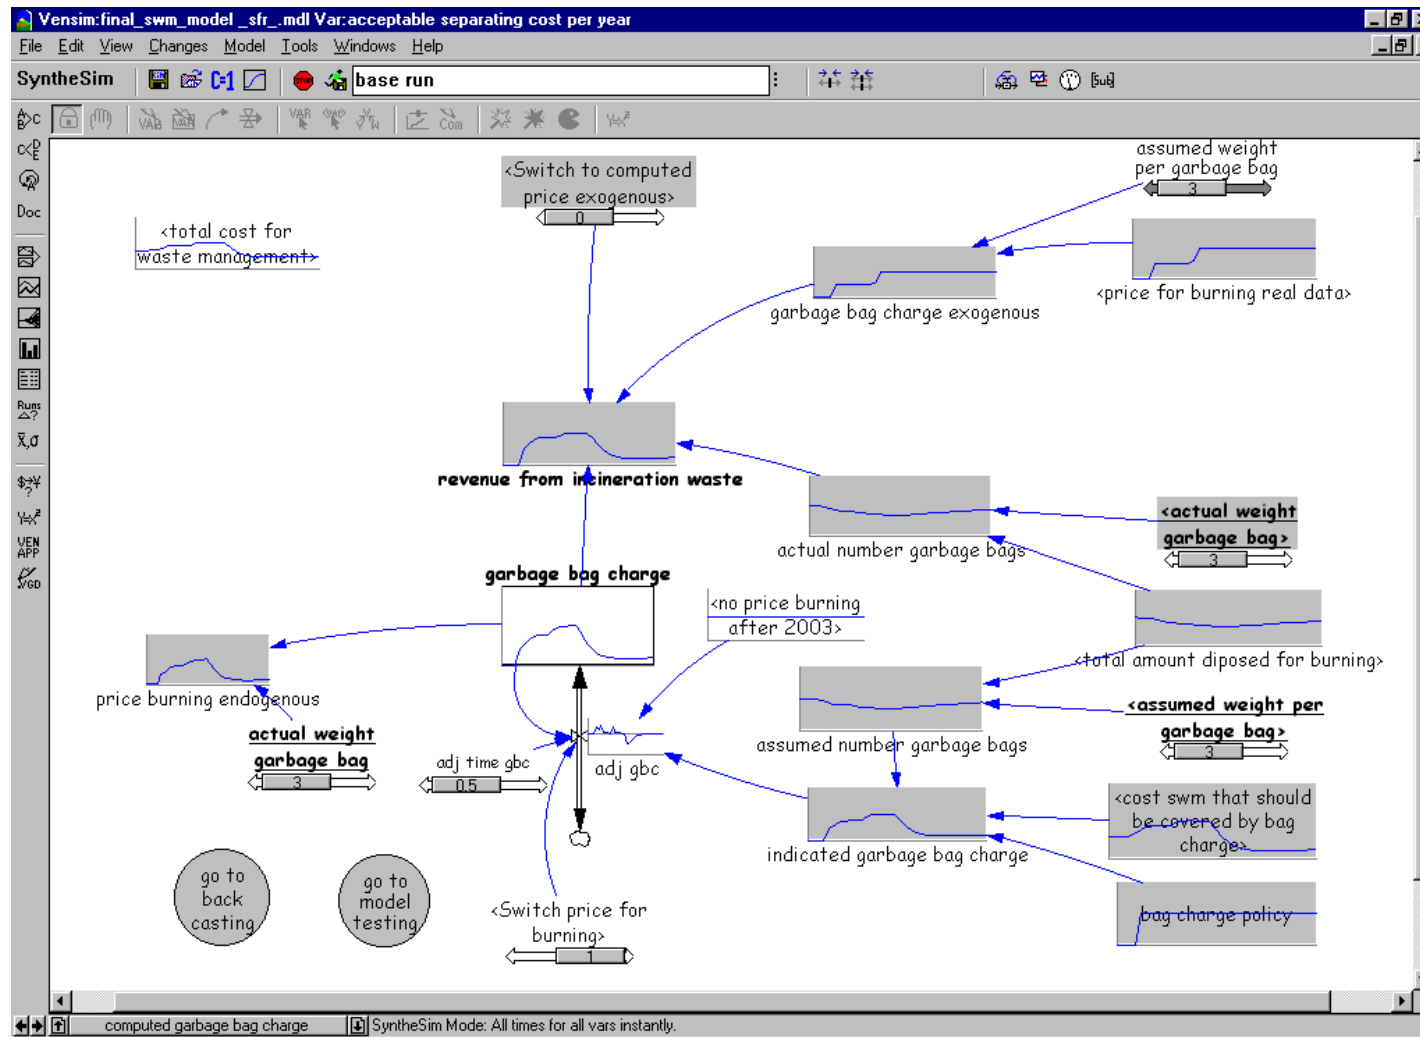 Vensim:final_swm_model _sfr_.mdl Var:acceptable separating cost per year
File Edit View Changes Model Tools Windows Help
SyntheSim
base run
[Sub]
Doc
Runs
VEN
APP
<Switch to computed
price exogenous>
0
assumed weight
per garbage bag
3
<total cost for
waste management>
garbage bag charge exogenous
<price for burning real data>
revenue from incineration waste
actual number garbage bags
<actual weight
garbage bag>
3
garbage bag charge
<no price burning
after 2003>
<total amount diposed for burning>
price burning endogenous
actual weight
garbage bag
3
adj time gbc
0.5
adj gbc
assumed number garbage bags
<assumed weight per
garbage bag>
3
indicated garbage bag charge
<cost swm that should
be covered by bag
charge>
go to
back
casting
go to
model
testing
<Switch price for
burning>
1
bag charge policy
computed garbage bag charge
SyntheSim Mode: All times for all vars instantly.